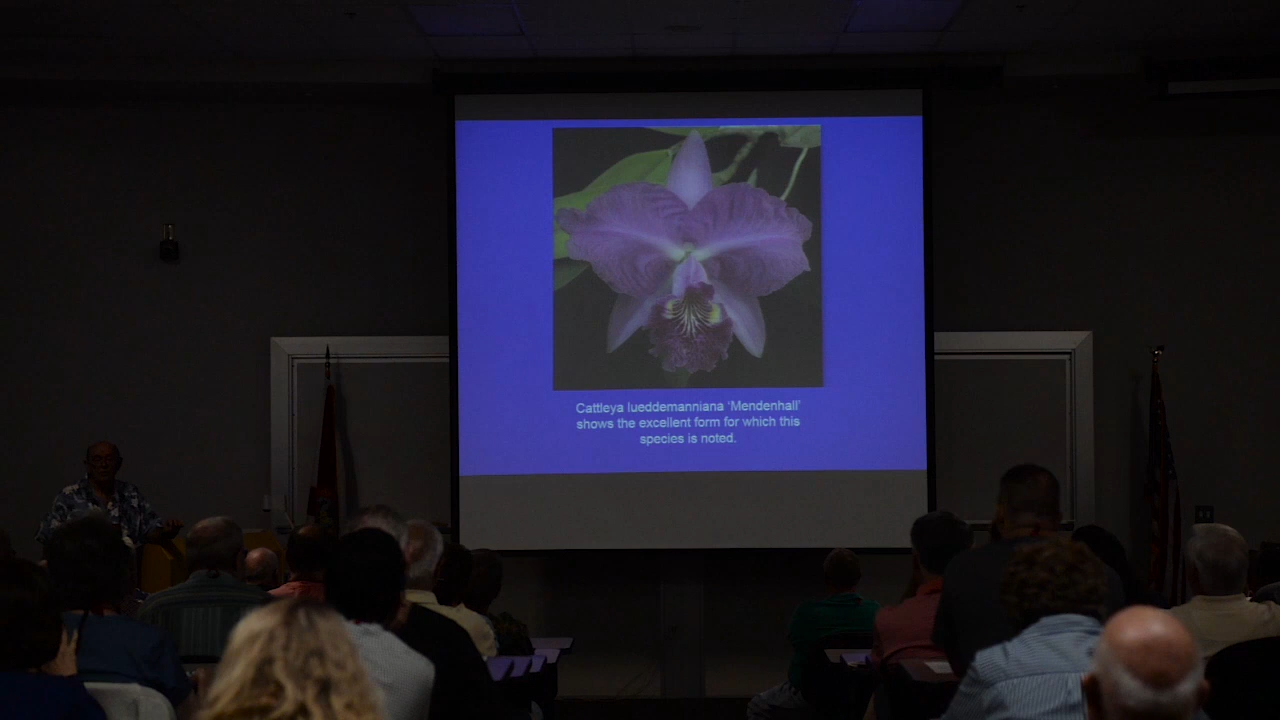 Cattleya lueddemanniana ‘Mendenhall’
shows the excellent form for which this
species is noted.